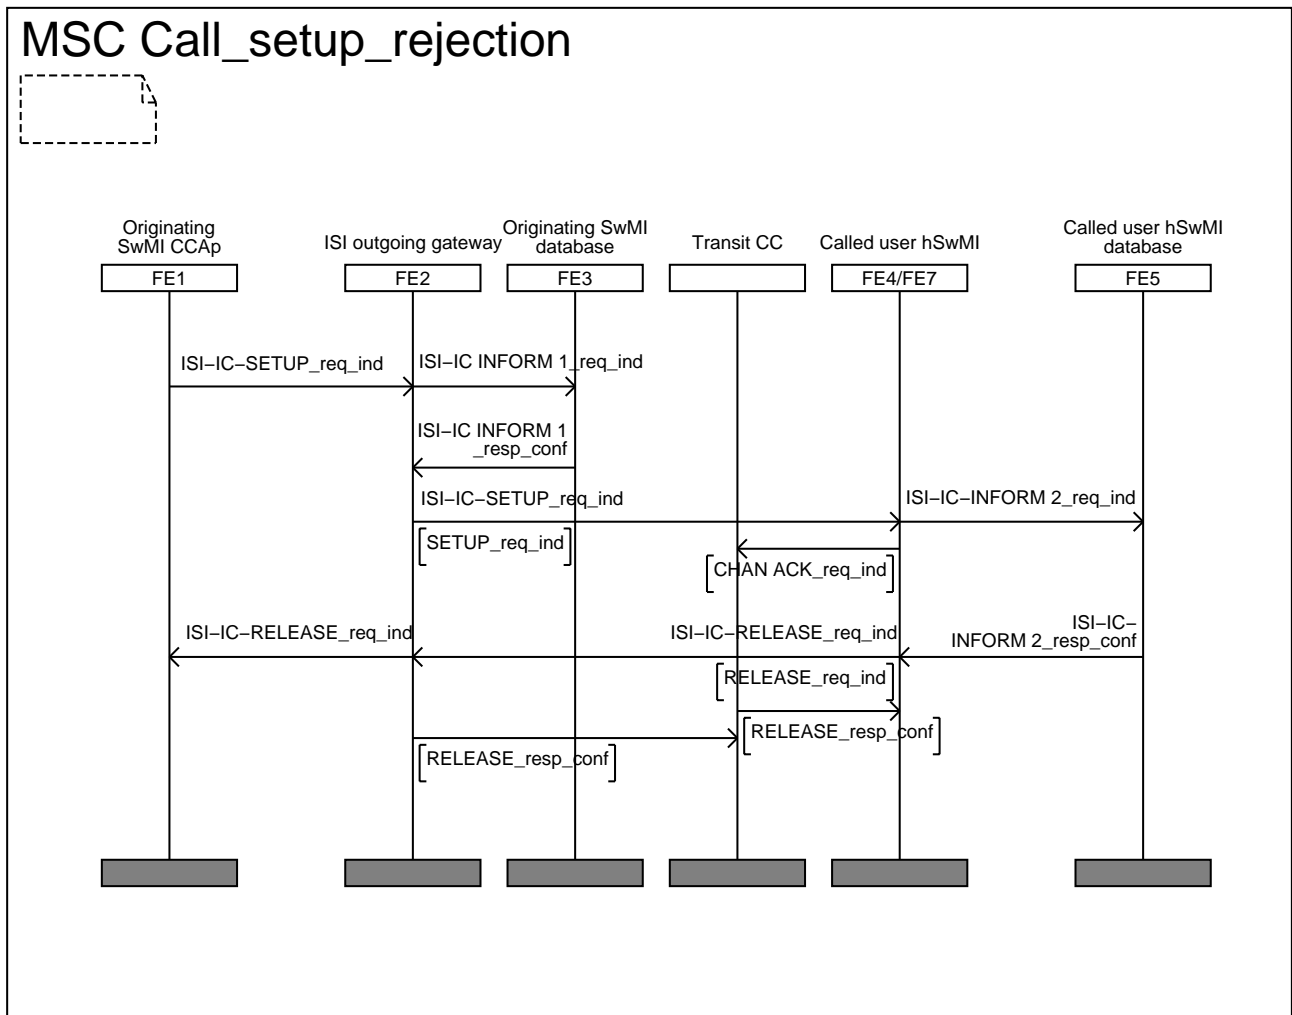 MSC Call_setup_rejection
Originating
SwMI CCAp
ISI outgoing gateway
Originating SwMI
database
Transit CC
Called user hSwMI
Called user hSwMI
database
FE1
FE2
FE3
FE4/FE7
FE5
ISI–IC–SETUP_req_ind
ISI–IC INFORM 1_req_ind
ISI–IC INFORM 1
_resp_conf
ISI–IC–SETUP_req_ind
ISI–IC–INFORM 2_req_ind
SETUP_req_ind
CHAN ACK_req_ind
ISI–IC–RELEASE_req_ind
ISI–IC–RELEASE_req_ind
ISI–IC–
INFORM 2_resp_conf
RELEASE_req_ind
RELEASE_resp_conf
RELEASE_resp_conf